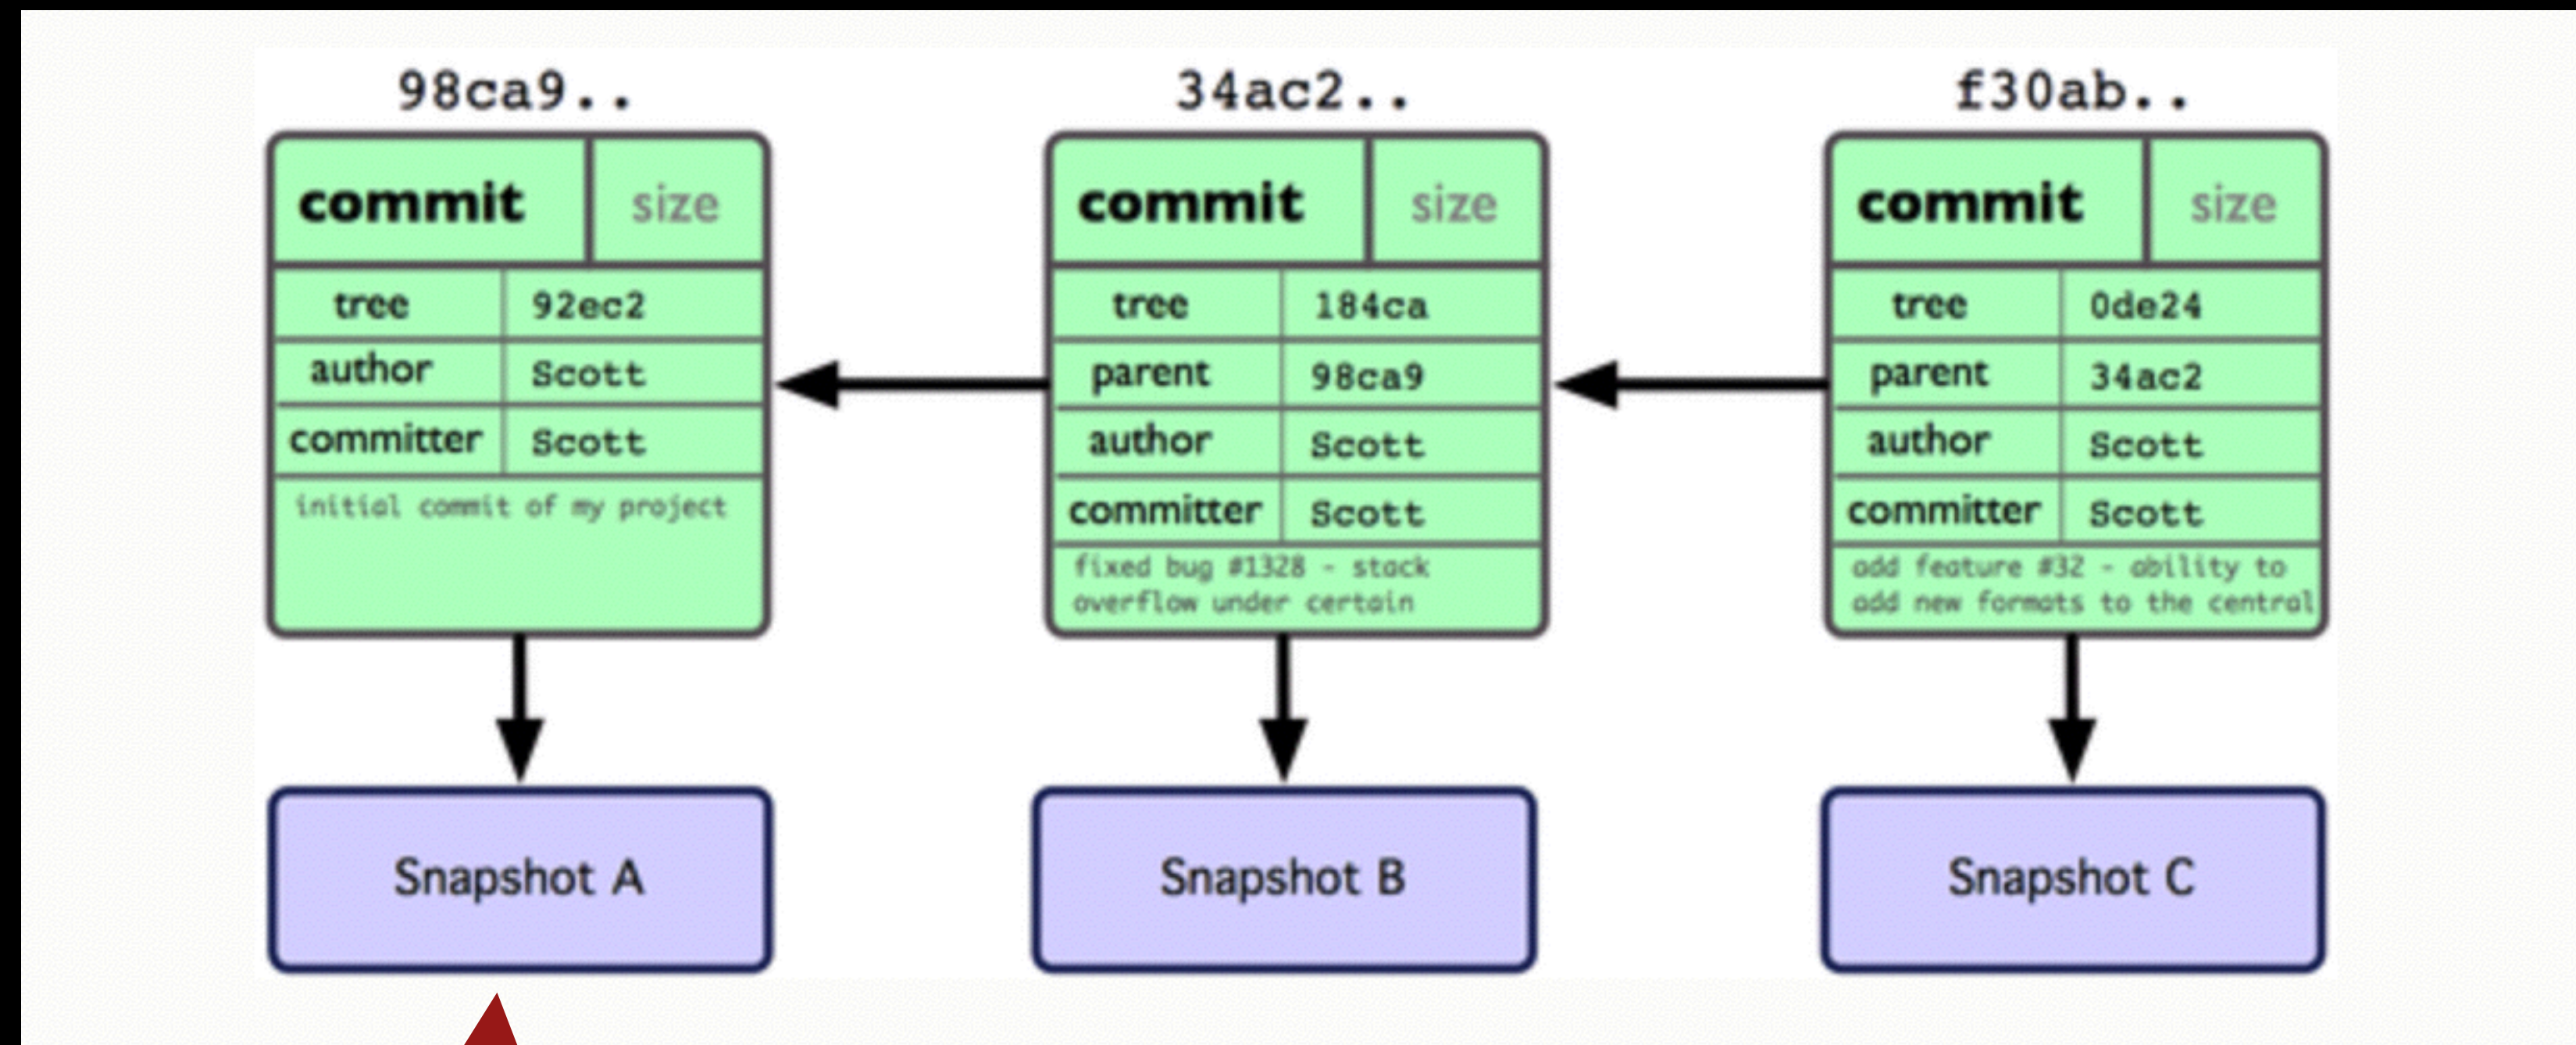 98ca9..
commit size
tree 92ec2
author Scott
committer Scott
initial commit of my project
34ac2..
commit size
tree 184ca
parent 98ca9
author Scott
committer Scott
fixed bug #1328 - stack
overflow under certain
f30ab..
commit size
tree 0de24
parent 34ac2
author Scott
committer Scott
add feature #32 - ability to
add new formats to the central
Snapshot A
Snapshot B
Snapshot C